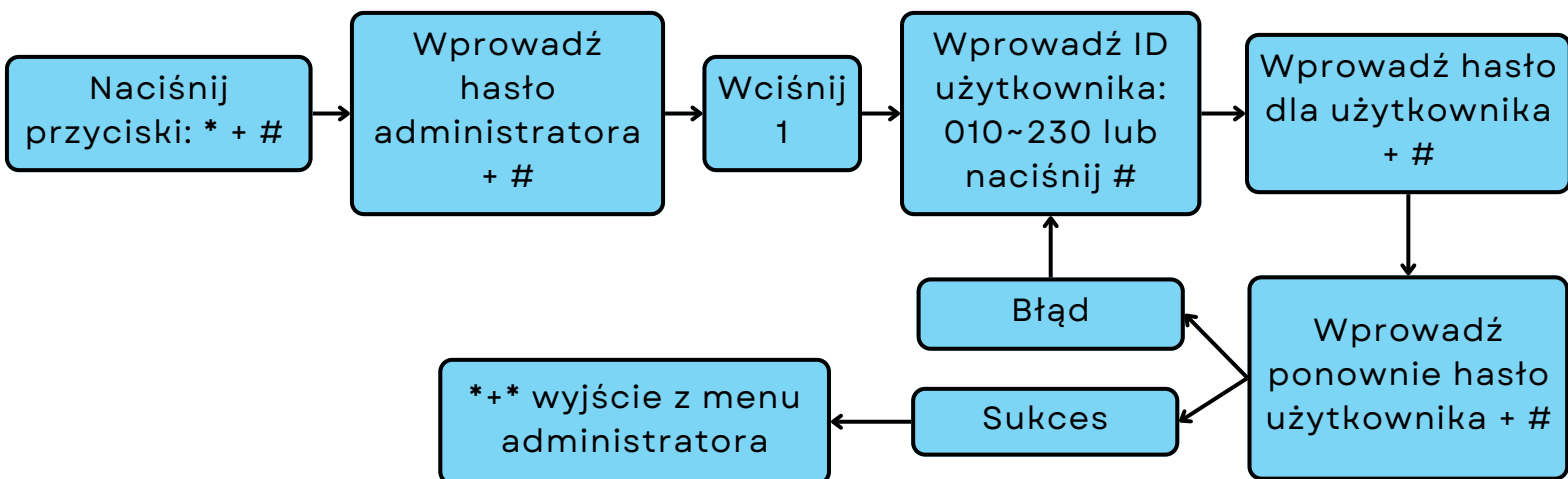 Naciśnij
przyciski: * + #
Wprowadź
hasło
administratora
+ #
Wciśnij
1
Wprowadź ID
użytkownika:
010~230 lub
naciśnij #
Wprowadź hasło
dla użytkownika
+ #
Wprowadź
ponownie hasło
użytkownika + #
Błąd
Sukces
*+* wyjście z menu
administratora